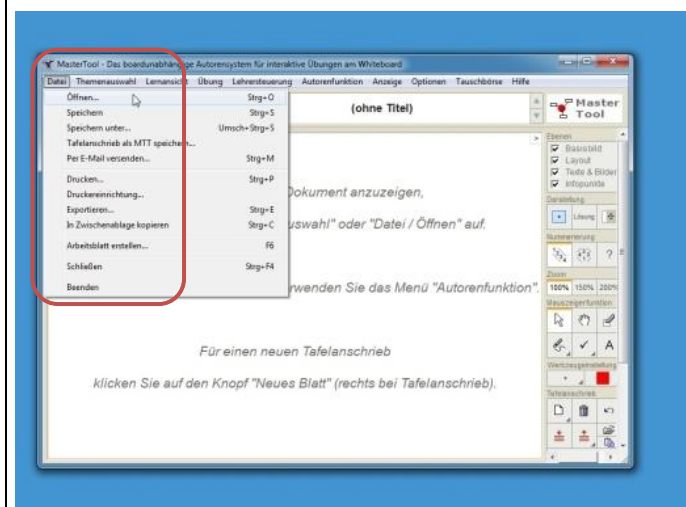 MasterTool - Das boardunabhängige Autorensystem für interaktive Übungen am Whiteboard
Datei Themenauswahl Lernansicht Übung Lehrersteuerung Autorenfunktion Anzeige Optionen Tauschbörse Hilfe
Öffnen... Strg+O
Speichern Strg+S
Speichern unter... Umsch+Strg+S
Tafelanschrieb als MTT speichern...
Per E-Mail versenden... Strg+M
Drucken... Strg+P
Druckereinrichtung...
Exportieren... Strg+E
In Zwischenablage kopieren Strg+C
Arbeitsblatt erstellen... F6
Schließen Strg+F4
Beenden
(ohne Titel)
Master
Tool
Dokument anzuzeigen,
uswahl" oder "Datei / Öffnen" auf.
rwenden Sie das Menü "Autorenfunktion".
Für einen neuen Tafelanschrieb
klicken Sie auf den Knopf "Neues Blatt" (rechts bei Tafelanschrieb).
Ebenen
Basisbild
Layout
Texte & Bilder
Infopunkte
Darstellung
Lösung
Nummerierung
?
Zoom
100% 150% 200%
Mauszeigerfunktion
A
Werkzeugeinstellung
Tafelanschrieb